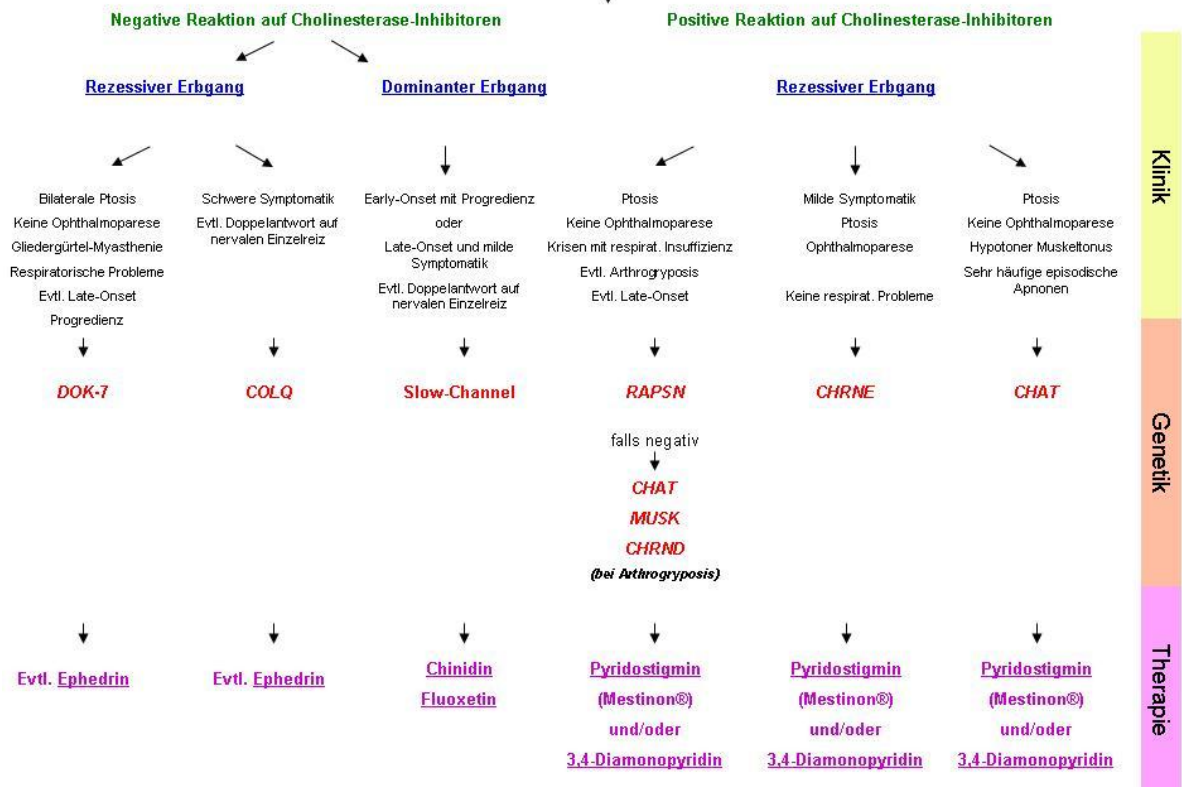 Negative Reaktion auf Cholinesterase-Inhibitoren
Positive Reaktion auf Cholinesterase-Inhibitoren
Rezessiver Erbgang
Dominanter Erbgang
Rezessiver Erbgang
Bilaterale Ptosis
Keine Ophthalmoparese
Gliedergürtel-Myasthenie
Respiratorische Probleme
Evtl. Late-Onset
Progredienz
Schwere Symptomatik
Evtl. Doppelantwort auf
nervalen Einzelreiz
Early-Onset mit Progredienz
oder
Late-Onset und milde
Symptomatik
Evtl. Doppelantwort auf
nervalen Einzelreiz
Ptosis
Keine Ophthalmoparese
Krisen mit respirat. Insuffizienz
Evtl. Arthrogryposis
Evtl. Late-Onset
Milde Symptomatik
Ptosis
Ophthalmoparese
Keine respirat. Probleme
Ptosis
Keine Ophthalmoparese
Hypotoner Muskeltonus
Sehr häufige episodische
Apnonen
Klinik
DOK-7
COLQ
Slow-Channel
RAPSN
CHRNE
CHAT
falls negativ
CHAT
MUSK
CHRND
(bei Arthrogryposis)
Genetik
Evtl. Ephedrin
Evtl. Ephedrin
Chinidin
Fluoxetin
Pyridostigmin
(Mestinon®)
und/oder
3,4-Diamonopyridin
Pyridostigmin
(Mestinon®)
und/oder
3,4-Diamonopyridin
Pyridostigmin
(Mestinon®)
und/oder
3,4-Diamonopyridin
Therapie